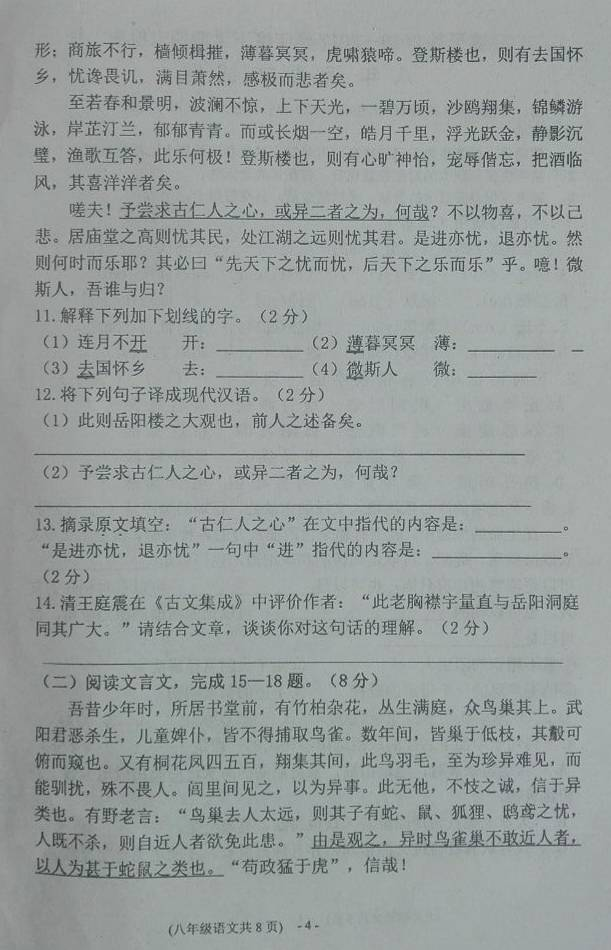 形；商旅不行，樯倾楫摧，薄暮冥冥，虎啸猿啼。登斯楼也，则有去国怀
乡，忧谗畏讥，满目萧然，感极而悲者矣。
至若春和景明，波澜不惊，上下天光，一碧万顷，沙鸥翔集，锦鳞游
泳，岸芷汀兰，郁郁青青。而或长烟一空，皓月千里，浮光跃金，静影沉
璧，渔歌互答，此乐何极！登斯楼也，则有心旷神怡，宠辱偕忘，把酒临
风，其喜洋洋者矣。
嗟夫！予尝求古仁人之心，或异二者之为，何哉？不以物喜，不以己
悲。居庙堂之高则忧其民，处江湖之远则忧其君。是进亦忧，退亦忧。然
则何时而乐耶？其必曰“先天下之忧而忧，后天下之乐而乐”乎。噫！微
斯人，吾谁与归？
11.解释下列加下划线的字。（2分）
（1）连月不开 开：________ （2）薄暮冥冥 薄：________
（3）去国怀乡 去：________ （4）微斯人 微：________
12.将下列句子译成现代汉语。（2分）
（1）此则岳阳楼之大观也，前人之述备矣。
（2）予尝求古仁人之心，或异二者之为，何哉？
13.摘录原文填空：“古仁人之心”在文中指代的内容是：________。
“是进亦忧，退亦忧”一句中“进”指代的内容是：________。
（2分）
14.清王庭震在《古文集成》中评价作者：“此老胸襟宇量直与岳阳洞庭
同其广大。”请结合文章，谈谈你对这句话的理解。（2分）
（二）阅读文言文，完成15—18题。（8分）
吾昔少年时，所居书堂前，有竹柏杂花，丛生满庭，众鸟巢其上。武
阳君恶杀生，儿童婢仆，皆不得捕取鸟雀。数年间，皆巢于低枝，其鷇可
俯而窥也。又有桐花凤四五百，翔集其间，此鸟羽毛，至为珍异难见，而
能驯扰，殊不畏人。闾里间见之，以为异事。此无他，不忮之诚，信于异
类也。有野老言：“鸟巢去人太远，则其子有蛇、鼠、狐狸、鸱鸢之忧，
人既不杀，则自近人者欲免此患。”由是观之，异时鸟雀巢不敢近人者，
以人为甚于蛇鼠之类也。“苛政猛于虎”，信哉！
（八年级语文共8页） -4-